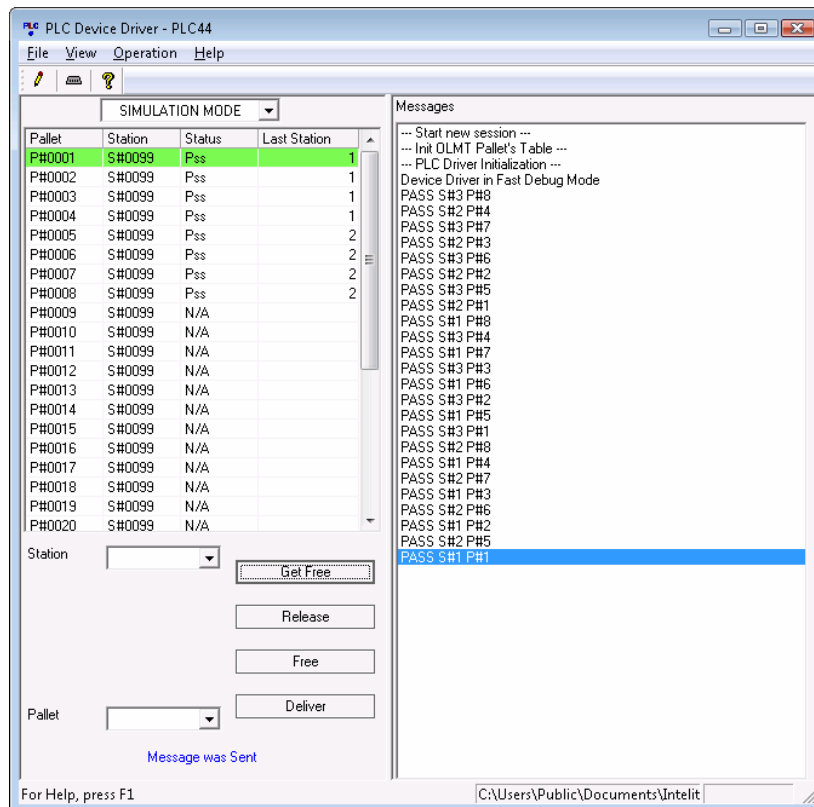 PLC PLC Device Driver - PLC44
File View Operation Help
SIMULATION MODE
Pallet Station Status Last Station
P#0001 S#0099 Pss 1
P#0002 S#0099 Pss 1
P#0003 S#0099 Pss 1
P#0004 S#0099 Pss 1
P#0005 S#0099 Pss 2
P#0006 S#0099 Pss 2
P#0007 S#0099 Pss 2
P#0008 S#0099 Pss 2
P#0009 S#0099 N/A
P#0010 S#0099 N/A
P#0011 S#0099 N/A
P#0012 S#0099 N/A
P#0013 S#0099 N/A
P#0014 S#0099 N/A
P#0015 S#0099 N/A
P#0016 S#0099 N/A
P#0017 S#0099 N/A
P#0018 S#0099 N/A
P#0019 S#0099 N/A
P#0020 S#0099 N/A
Station
Get Free
Release
Free
Deliver
Pallet
Message was Sent
Messages
--- Start new session ---
--- Init OLMT Pallet's Table ---
--- PLC Driver Initialization ---
Device Driver in Fast Debug Mode
PASS S#3 P#8
PASS S#2 P#4
PASS S#3 P#7
PASS S#2 P#3
PASS S#3 P#6
PASS S#2 P#2
PASS S#3 P#5
PASS S#2 P#1
PASS S#1 P#8
PASS S#3 P#4
PASS S#1 P#7
PASS S#3 P#3
PASS S#1 P#6
PASS S#3 P#2
PASS S#1 P#5
PASS S#3 P#1
PASS S#2 P#8
PASS S#1 P#4
PASS S#2 P#7
PASS S#1 P#3
PASS S#2 P#6
PASS S#1 P#2
PASS S#2 P#5
PASS S#1 P#1
For Help, press F1
C:\Users\Public\Documents\Intelit